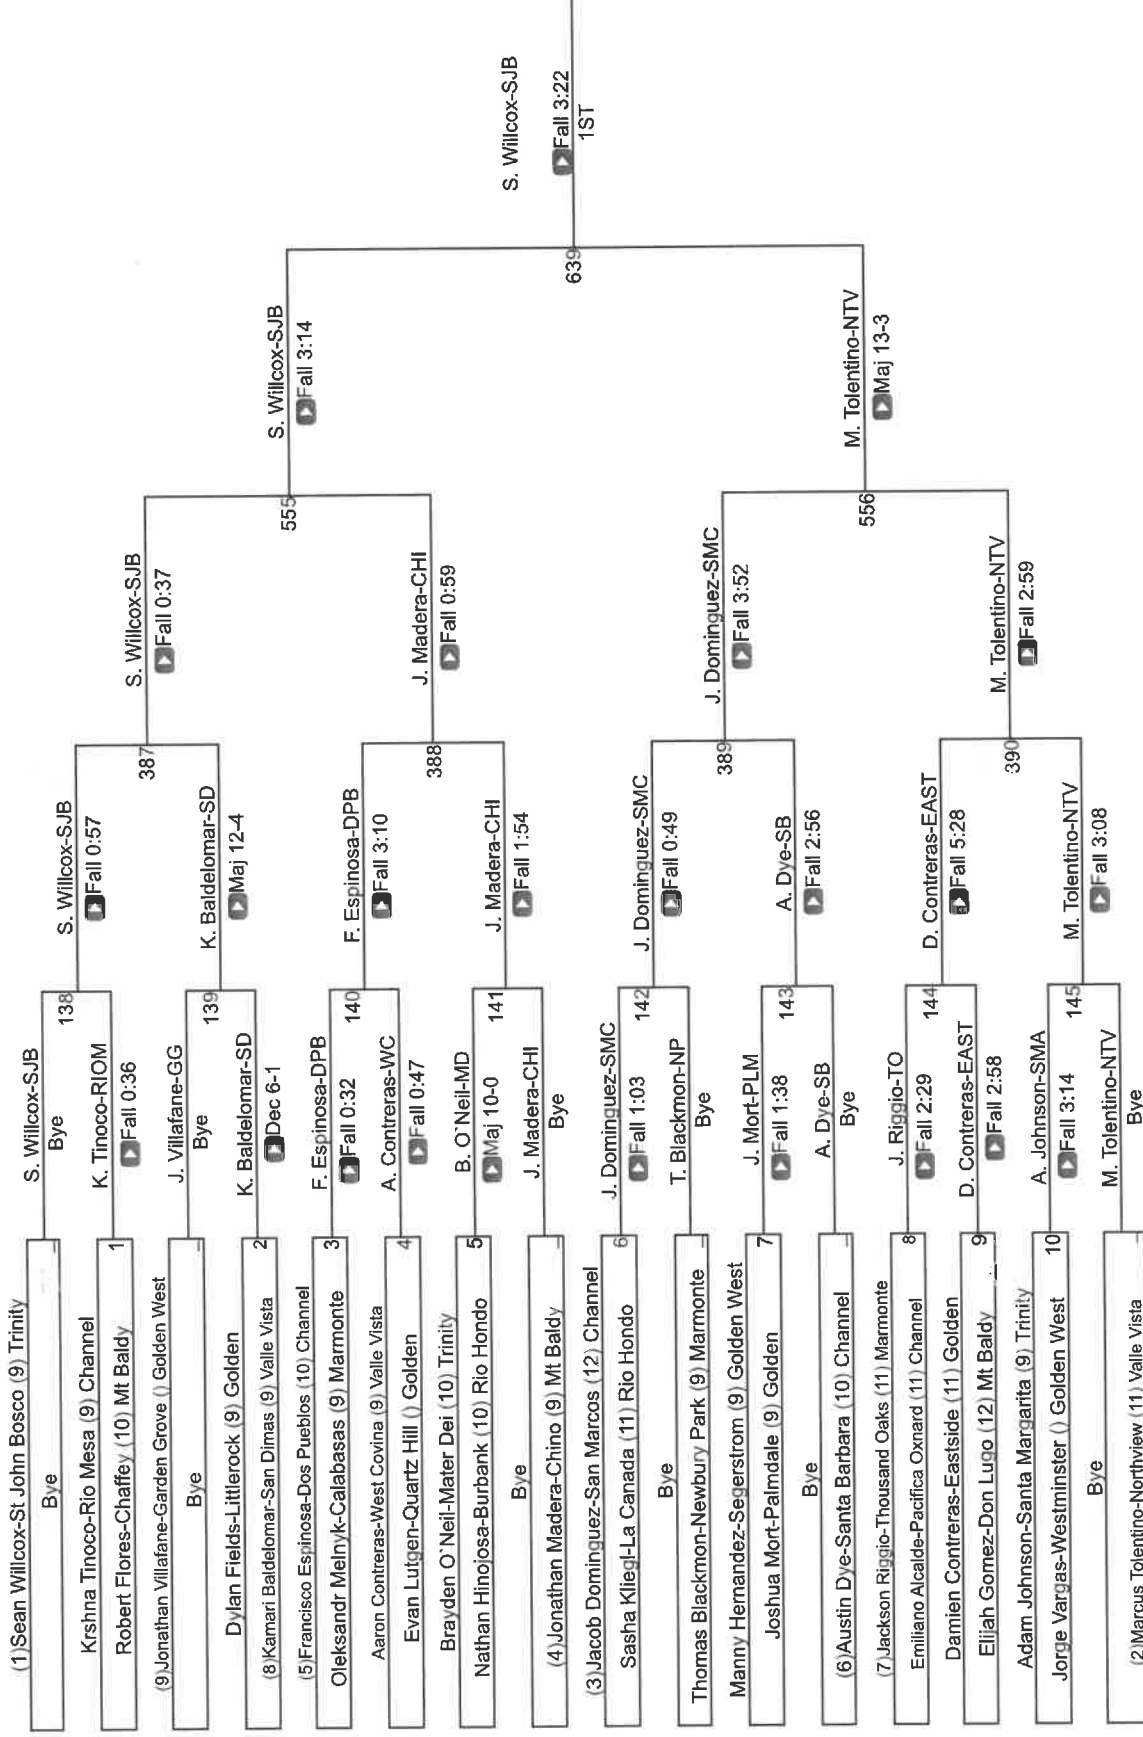 (1)Sean Willcox-St John Bosco (9) Trinity
Bye
Krshna Tinoco-Rio Mesa (9) Channel
1
Robert Flores-Chaffey (10) Mt Baldy
(9)Jonathan Villafane-Garden Grove () Golden West
Bye
Dylan Fields-Littlerock (9) Golden
2
(8)Kamari Baldelomar-San Dimas (9) Valle Vista
(5)Francisco Espinosa-Dos Pueblos (10) Channel
3
Oleksandr Melnyk-Calabasas (9) Marmonte
Aaron Contreras-West Covina (9) Valle Vista
4
Evan Lutgen-Quartz Hill () Golden
Brayden O'Neil-Mater Dei (10) Trinity
5
Nathan Hinojosa-Burbank (10) Rio Hondo
Bye
(4)Jonathan Madera-Chino (9) Mt Baldy
(3)Jacob Dominguez-San Marcos (12) Channel
6
Sasha Kliegl-La Canada (11) Rio Hondo
Bye
Thomas Blackmon-Newbury Park (9) Marmonte
Manny Hernandez-Segerstrom (9) Golden West
7
Joshua Mort-Palmdale (9) Golden
Bye
(6)Austin Dye-Santa Barbara (10) Channel
(7)Jackson Riggio-Thousand Oaks (11) Marmonte
8
Emiliano Alcalde-Pacifica Oxnard (11) Channel
Damien Contreras-Eastside (11) Golden
9
Elijah Gomez-Don Lugo (12) Mt Baldy
Adam Johnson-Santa Margarita (9) Trinity
10
Jorge Vargas-Westminster () Golden West
Bye
(2)Marcus Tolentino-Northview (11) Valle Vista
S. Willcox-SJB
Bye
138
K. Tinoco-RIOM
Fall 0:36
J. Villafane-GG
Bye
139
K. Baldelomar-SD
Dec 6-1
F. Espinosa-DPB
Fall 0:32
140
A. Contreras-WC
Fall 0:47
B. O'Neil-MD
Maj 10-0
141
J. Madera-CHI
Bye
J. Dominguez-SMC
Fall 1:03
142
T. Blackmon-NP
Bye
J. Mort-PLM
Fall 1:38
143
A. Dye-SB
Bye
J. Riggio-TO
Fall 2:29
144
D. Contreras-EAST
Fall 2:58
A. Johnson-SMA
Fall 3:14
145
M. Tolentino-NTV
Bye
S. Willcox-SJB
Fall 0:57
387
K. Baldelomar-SD
Maj 12-4
F. Espinosa-DPB
Fall 3:10
388
J. Madera-CHI
Fall 1:54
J. Dominguez-SMC
Fall 0:49
389
A. Dye-SB
Fall 2:56
D. Contreras-EAST
Fall 5:28
390
M. Tolentino-NTV
Fall 3:08
S. Willcox-SJB
Fall 0:37
555
J. Madera-CHI
Fall 0:59
J. Dominguez-SMC
Fall 3:52
556
M. Tolentino-NTV
Fall 2:59
S. Willcox-SJB
Fall 3:14
639
M. Tolentino-NTV
Maj 13-3
S. Willcox-SJB
Fall 3:22
1ST